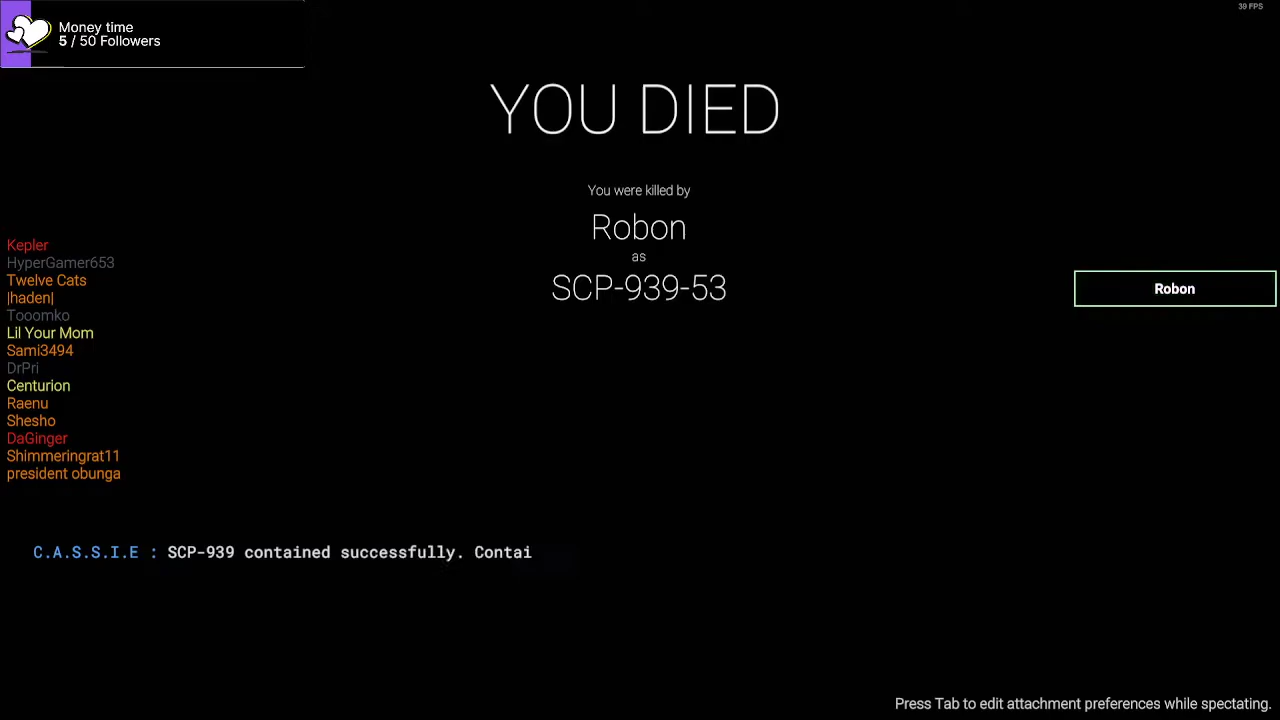 39 FPS
Money time
5 / 50 Followers
YOU DIED
You were killed by
Robon
as
SCP-939-53
Kepler
HyperGamer653
Twelve Cats
|haden|
Tooomko
Lil Your Mom
Sami3494
DrPri
Centurion
Raenu
Shesho
DaGinger
Shimmeringrat11
president obunga
Robon
C.A.S.S.I.E : SCP-939 contained successfully. Contai
Press Tab to edit attachment preferences while spectating.